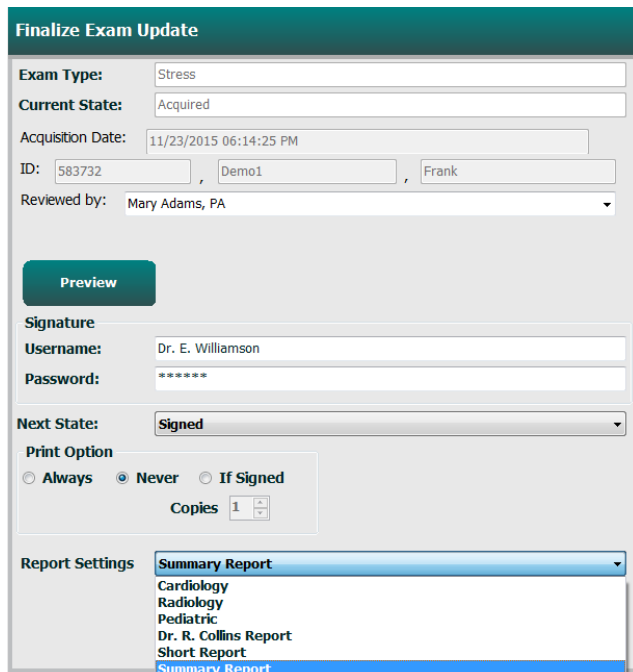 Finalize Exam Update
Exam Type: Stress
Current State: Acquired
Acquisition Date: 11/23/2015 06:14:25 PM
ID: 583732 , Demo1 , Frank
Reviewed by: Mary Adams, PA
Preview
Signature
Username: Dr. E. Williamson
Password: ******
Next State: Signed
Print Option
Always Never If Signed
Copies 1
Report Settings Summary Report
Cardiology
Radiology
Pediatric
Dr. R. Collins Report
Short Report
Summary Report